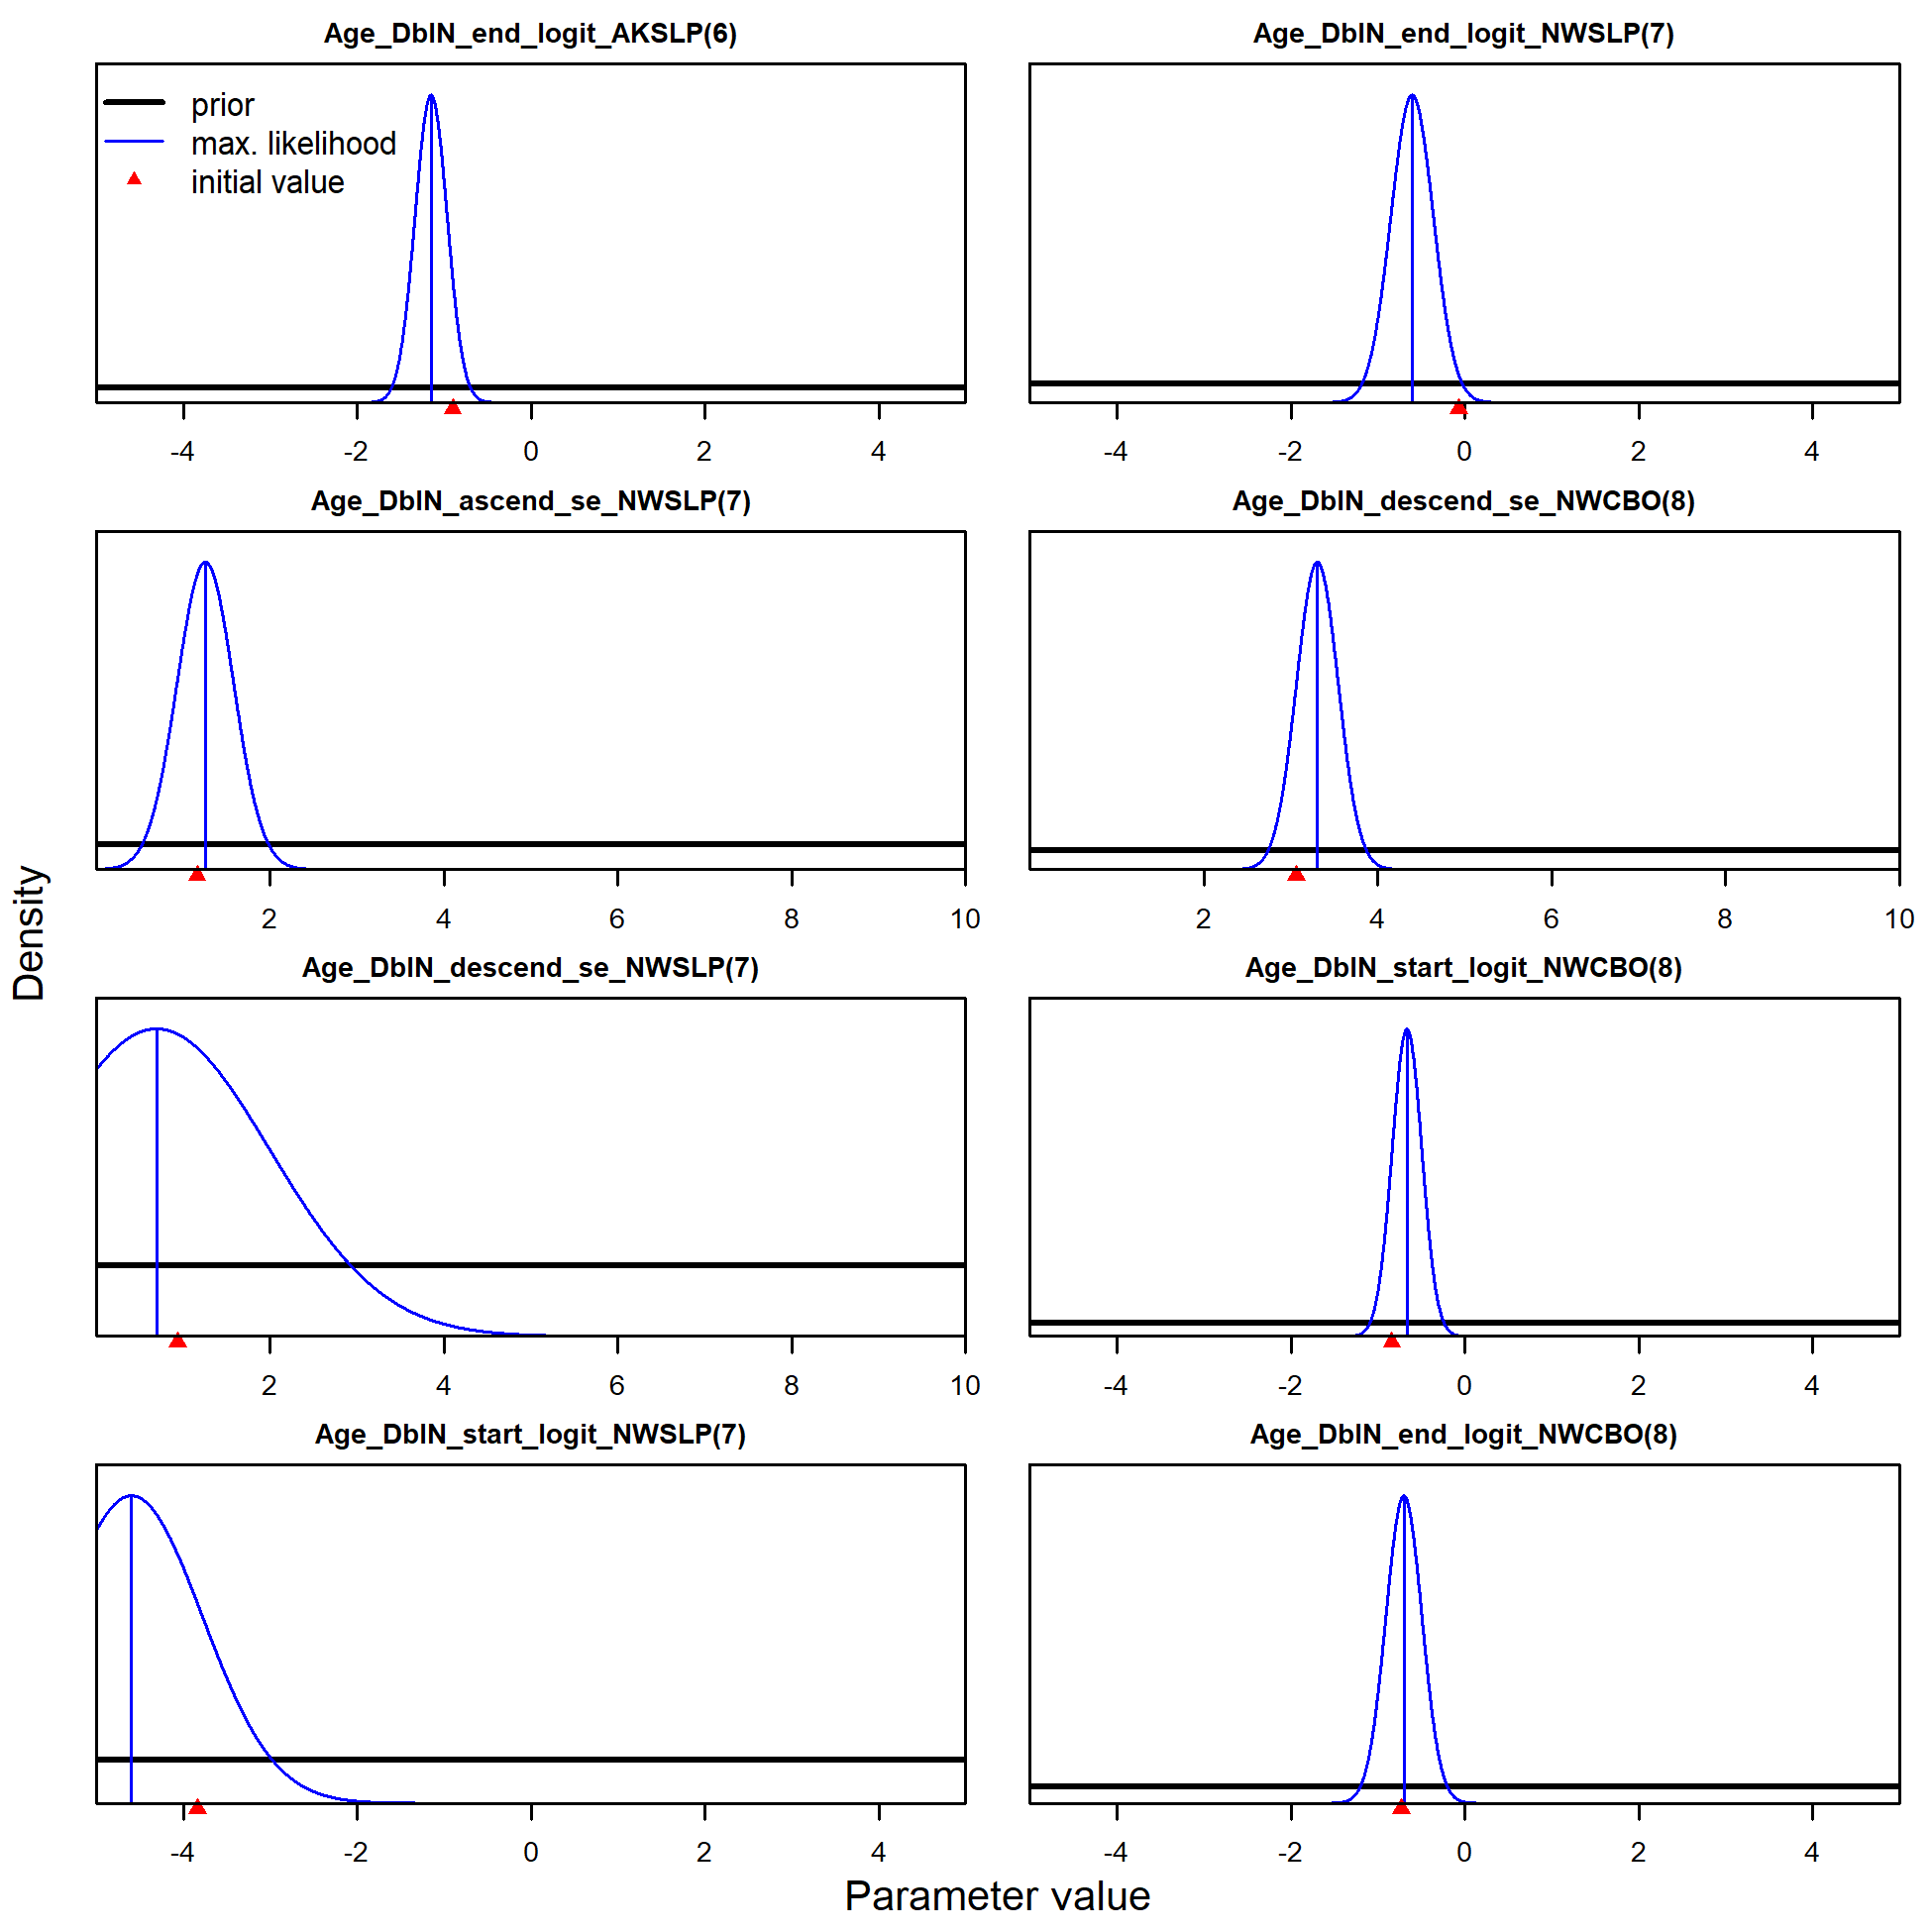 Age_DblN_end_logit_AKSLP(6)
prior
max. likelihood
initial value
-4 -2 0 2 4
Age_DblN_end_logit_NWSLP(7)
-4 -2 0 2 4
Age_DblN_ascend_se_NWSLP(7)
2 4 6 8 10
Age_DblN_descend_se_NWCBO(8)
2 4 6 8 10
Age_DblN_descend_se_NWSLP(7)
2 4 6 8 10
Age_DblN_start_logit_NWCBO(8)
-4 -2 0 2 4
Age_DblN_start_logit_NWSLP(7)
-4 -2 0 2 4
Age_DblN_end_logit_NWCBO(8)
-4 -2 0 2 4
Density
Parameter value